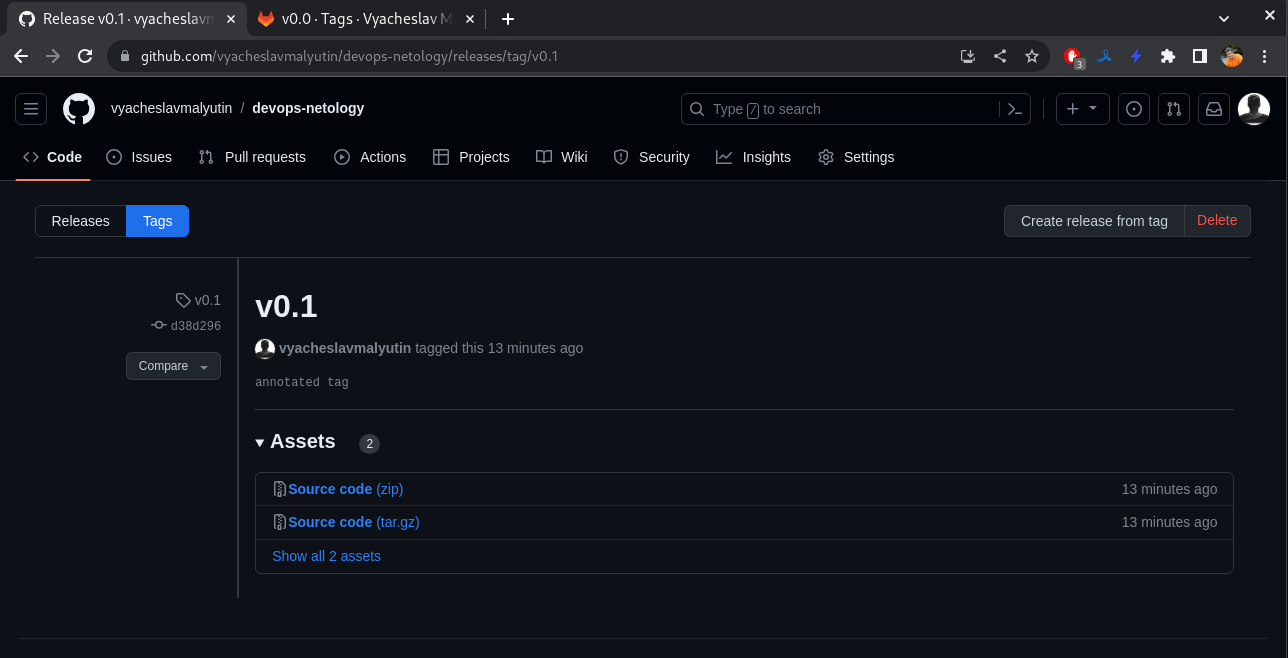 Release v0.1 · vyacheslavm
v0.0 · Tags · Vyacheslav M
github.com/vyacheslavmalyutin/devops-netology/releases/tag/v0.1
3
vyacheslavmalyutin / devops-netology
Type / to search
Code Issues Pull requests Actions Projects Wiki Security Insights Settings
Releases Tags
Create release from tag Delete
v0.1
d38d296
Compare
v0.1
vyacheslavmalyutin tagged this 13 minutes ago
annotated tag
Assets 2
Source code (zip) 13 minutes ago
Source code (tar.gz) 13 minutes ago
Show all 2 assets